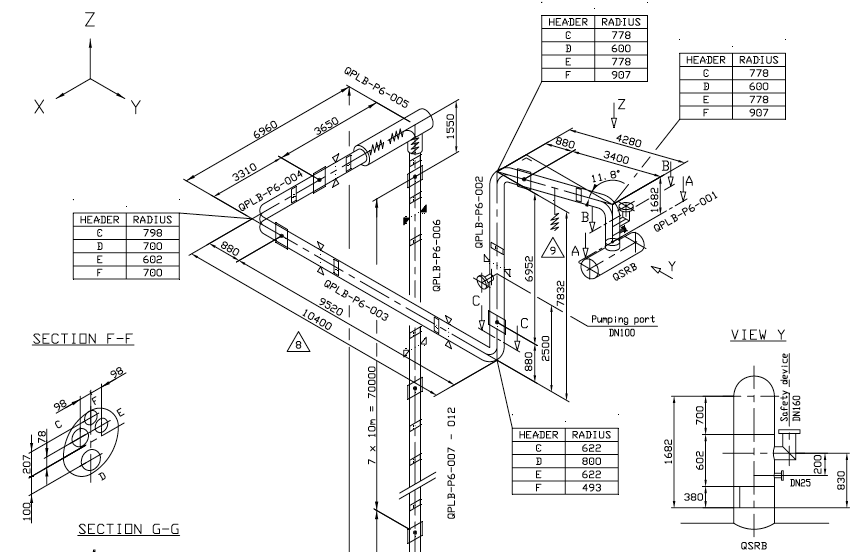 Z
X
Y
HEADER RADIUS
C 778
D 600
E 778
F 907
HEADER RADIUS
C 778
D 600
E 778
F 907
QPLB-P6-005
6960
3650
3310
1550
QPLB-P6-004
HEADER RADIUS
C 798
D 700
E 602
F 700
880
9520
10400
QPLB-P6-003
8
QPLB-P6-006
7 x 10m = 70000
QPLB-P6-007 - 012
QPLB-P6-002
Z
4280
880
3400
11.8°
B
A
1682
QPLB-P6-001
B
A
QSRB
Y
9
6952
7832
C
C
2500
880
Pumping port
DN100
HEADER RADIUS
C 622
D 800
E 622
F 493
SECTION F-F
98
98
F
C
E
78
207
100
D
SECTION G-G
VIEW Y
Safety device
DN160
700
1682
602
200
830
DN25
380
QSRB